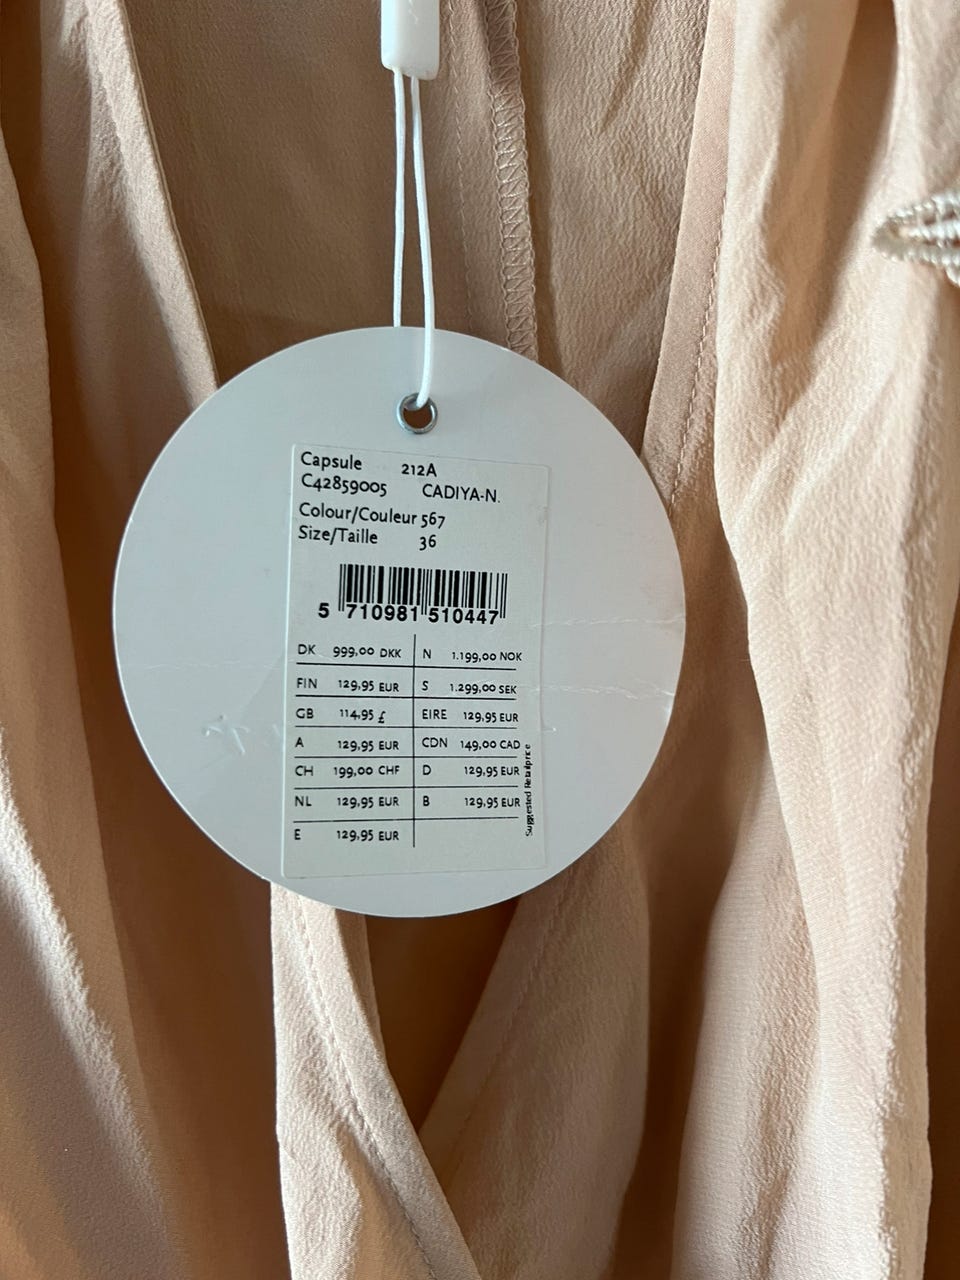 Capsule 212A
C42859005 CADIYA-N.
Colour/Couleur 567
Size/Taille 36
5 710981 510447
DK 999,00 DKK N 1.199,00 NOK
FIN 129,95 EUR S 1.299,00 SEK
GB 114,95 £ EIRE 129,95 EUR
A 129,95 EUR CDN 149,00 CAD
CH 199,00 CHF D 129,95 EUR
NL 129,95 EUR B 129,95 EUR
E 129,95 EUR
Suggested Retailprice